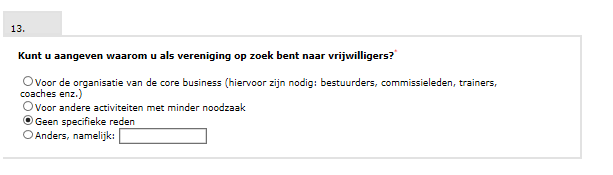 13.
Kunt u aangeven waarom u als vereniging op zoek bent naar vrijwilligers?*
Voor de organisatie van de core business (hiervoor zijn nodig: bestuurders, commissieleden, trainers,
coaches enz.)
Voor andere activiteiten met minder noodzaak
Geen specifieke reden
Anders, namelijk: